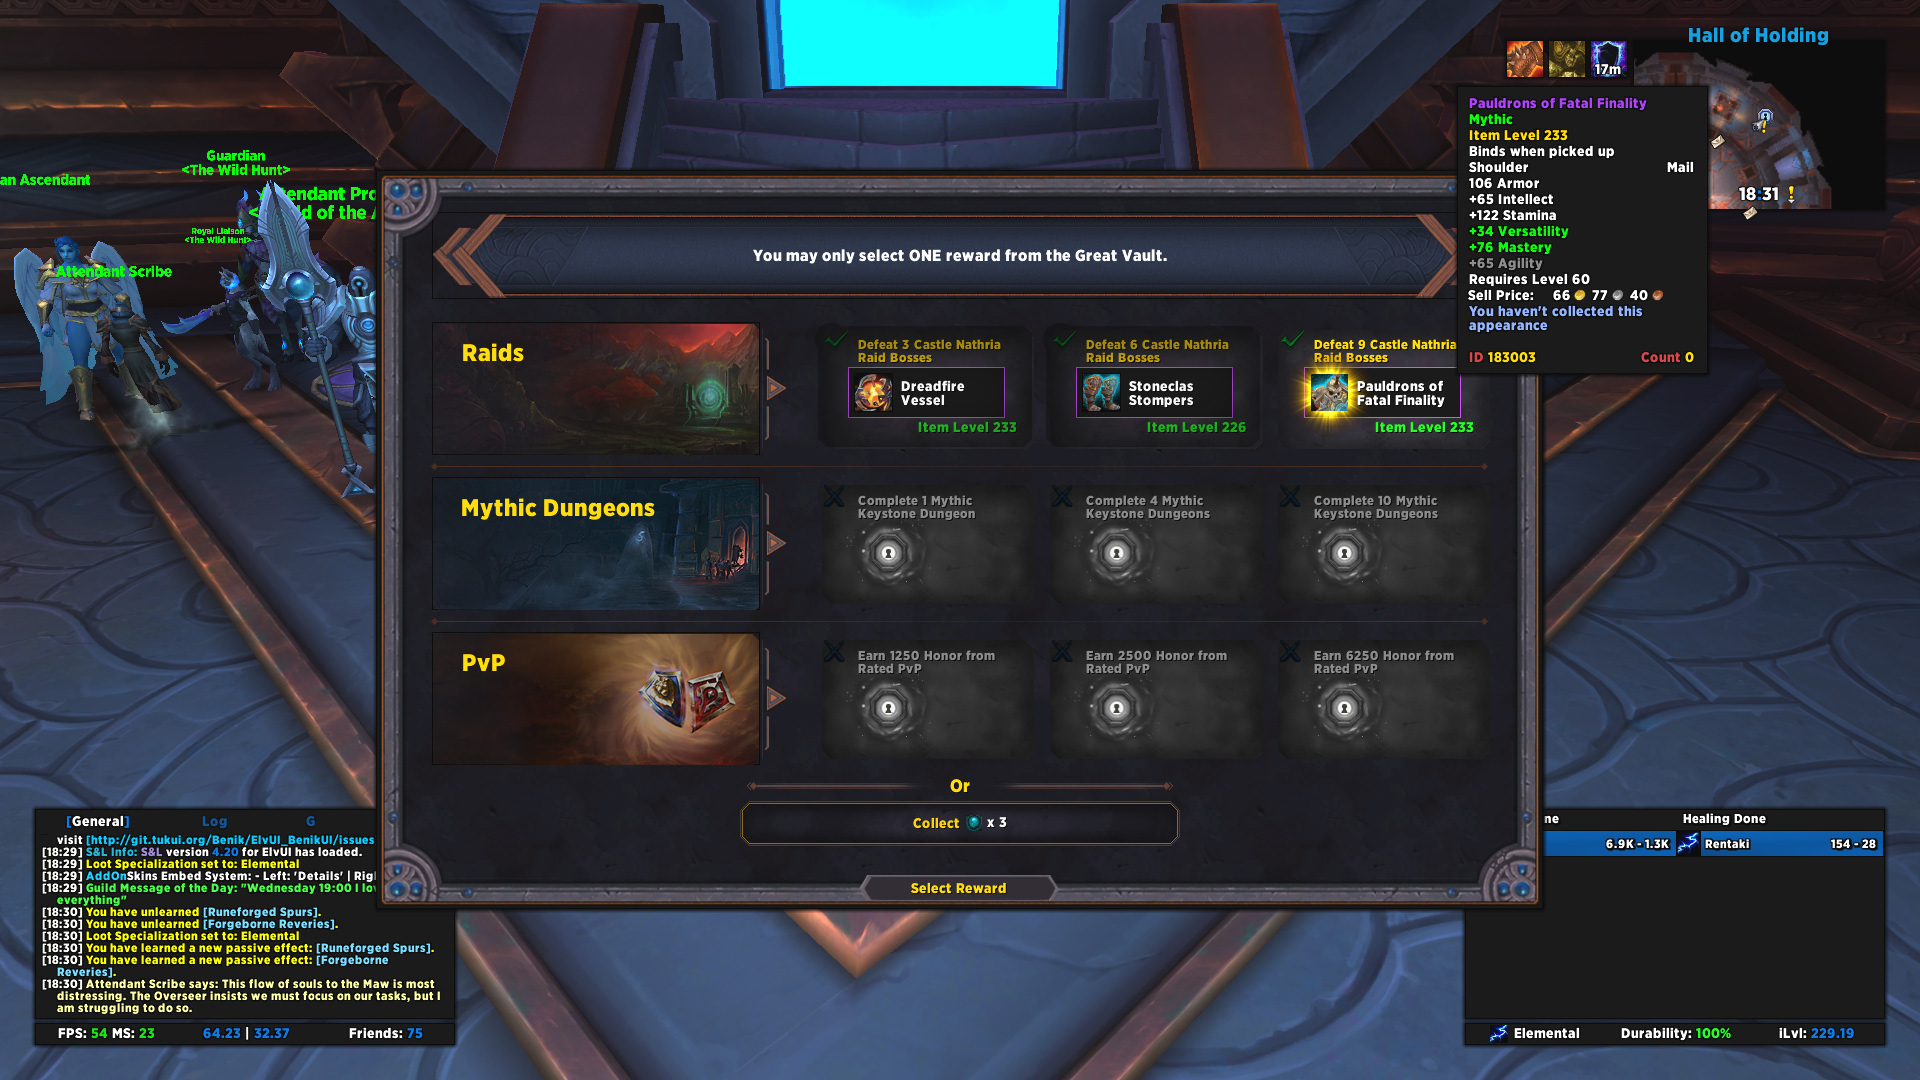 Hall of Holding
17m
18:31
Guardian
<The Wild Hunt>
an Ascendant
Royal Liaison
<The Wild Hunt>
Attendant Scribe
Pauldrons of Fatal Finality
Mythic
Item Level 233
Binds when picked up
Shoulder Mail
106 Armor
+65 Intellect
+122 Stamina
+34 Versatility
+76 Mastery
+65 Agility
Requires Level 60
Sell Price: 66 77 40
You haven't collected this
appearance
ID 183003 Count 0
You may only select ONE reward from the Great Vault.
Raids
Defeat 3 Castle Nathria
Raid Bosses
Dreadfire
Vessel
Item Level 233
Defeat 6 Castle Nathria
Raid Bosses
Stoneclas
Stompers
Item Level 226
Defeat 9 Castle Nathria
Raid Bosses
Pauldrons of
Fatal Finality
Item Level 233
Mythic Dungeons
Complete 1 Mythic
Keystone Dungeon
Complete 4 Mythic
Keystone Dungeons
Complete 10 Mythic
Keystone Dungeons
PvP
Earn 1250 Honor from
Rated PvP
Earn 2500 Honor from
Rated PvP
Earn 6250 Honor from
Rated PvP
Or
Collect x 3
Select Reward
[General] Log G
visit [http://git.tukui.org/Benik/ElvUI_BenikUI/issues
[18:29] S&L Info: S&L version 4.20 for ElvUI has loaded.
[18:29] Loot Specialization set to: Elemental
[18:29] AddOnSkins Embed System: - Left: 'Details' | Rig
[18:29] Guild Message of the Day: "Wednesday 19:00 I lo
everything"
[18:30] You have unlearned [Runeforged Spurs].
[18:30] You have unlearned [Forgeborne Reveries].
[18:30] Loot Specialization set to: Elemental
[18:30] You have learned a new passive effect: [Runeforged Spurs].
[18:30] You have learned a new passive effect: [Forgeborne
Reveries].
[18:30] Attendant Scribe says: This flow of souls to the Maw is most
distressing. The Overseer insists we must focus on our tasks, but I
am struggling to do so.
FPS: 54 MS: 23 64.23 | 32.37 Friends: 75
ne Healing Done
6.9K - 1.3K Rentaki 154 - 28
Elemental Durability: 100% iLvl: 229.19